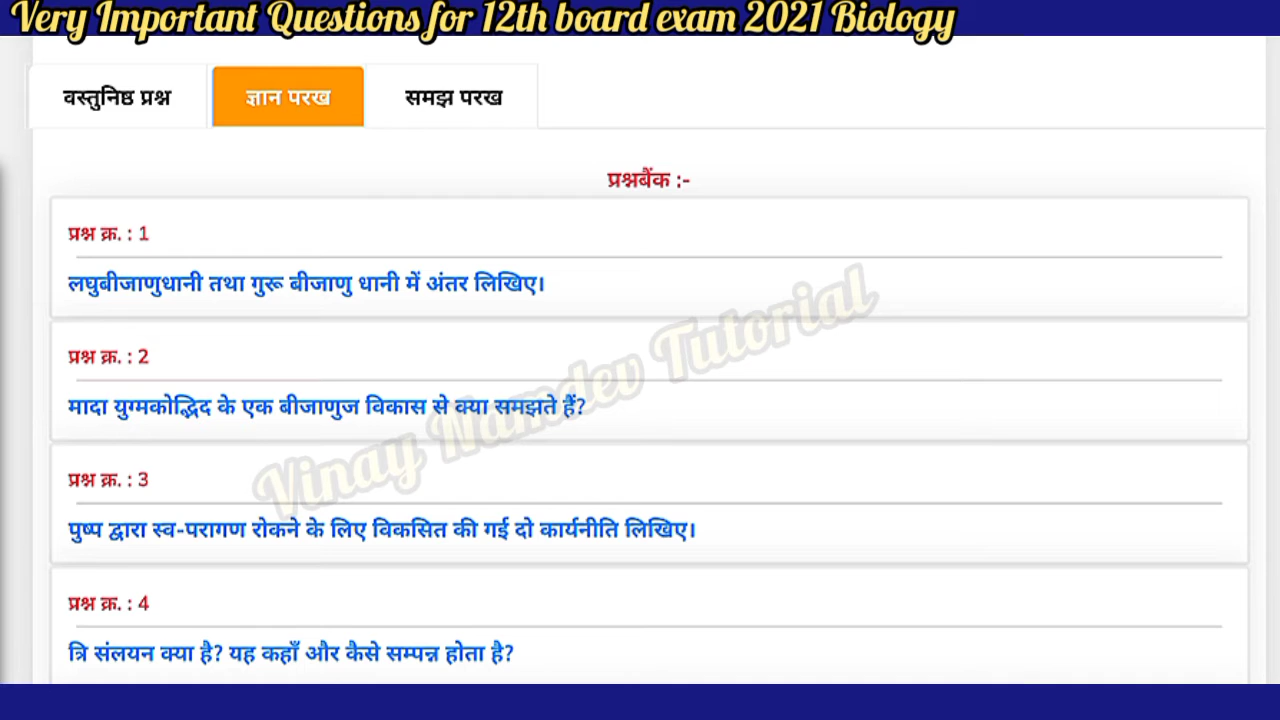 Very Important Questions for 12th board exam 2021 Biology
वस्तुनिष्ठ प्रश्न ज्ञान परख समझ परख
प्रश्नबैंक :-
प्रश्न क्र. : 1
लघुबीजाणुधानी तथा गुरू बीजाणु धानी में अंतर लिखिए।
प्रश्न क्र. : 2
मादा युग्मकोद्भिद के एक बीजाणुज विकास से क्या समझते हैं?
प्रश्न क्र. : 3
पुष्प द्वारा स्व-परागण रोकने के लिए विकसित की गई दो कार्यनीति लिखिए।
प्रश्न क्र. : 4
त्रि संलयन क्या है? यह कहाँ और कैसे सम्पन्न होता है?
Vinay Namdev Tutorial